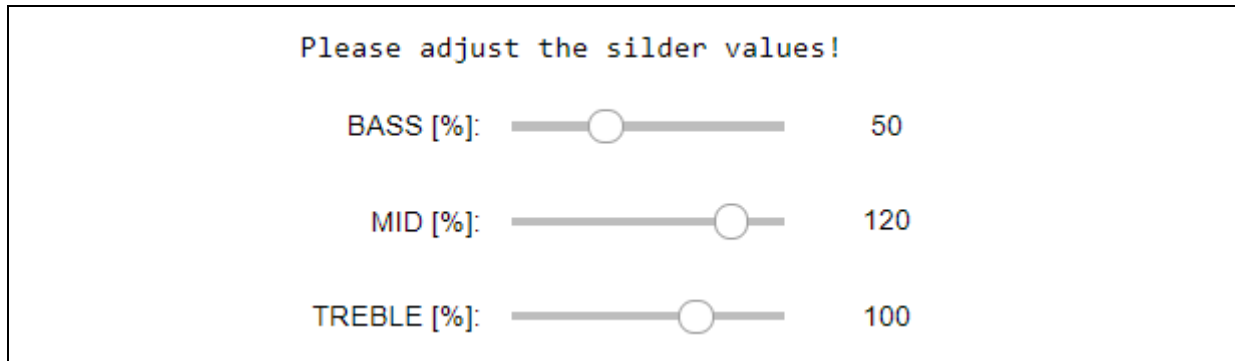 Please adjust the silder values!
BASS [%]: 50
MID [%]: 120
TREBLE [%]: 100